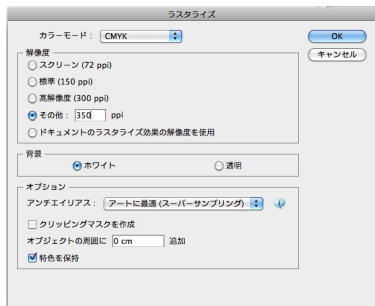 ラスタライズ
カラーモード： CMYK
OK
キャンセル
解像度
スクリーン (72 ppi)
標準 (150 ppi)
高解像度 (300 ppi)
その他： 350 ppi
ドキュメントのラスタライズ効果の解像度を使用
背景
ホワイト 透明
オプション
アンチエイリアス： アートに最適 (スーパーサンプリング)
クリッピングマスクを作成
オブジェクトの周囲に 0 cm 追加
特色を保持